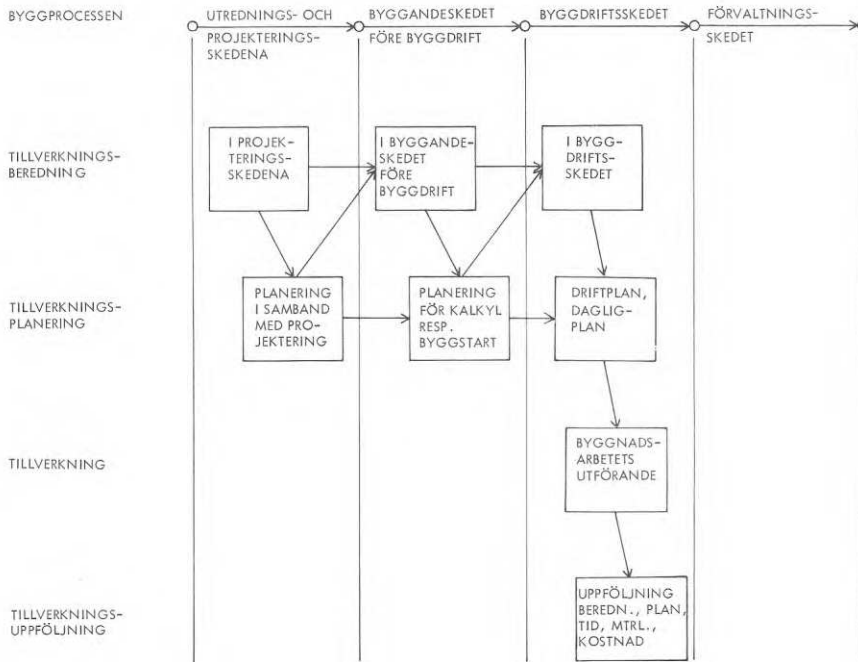 BYGGPROCESSEN
UTREDNINGS- OCH
PROJEKTERINGS-
SKEDENA
BYGGANDESKEDET
FÖRE BYGGDRIFT
BYGGDRIFTSSKEDET
FÖRVALTNINGS-
SKEDET
TILLVERKNINGS-
BEREDNING
I PROJEK-
TERINGS-
SKEDENA
I BYGGANDE-
SKEDET
FÖRE
BYGGDRIFT
I BYGG-
DRIFTS-
SKEDET
TILLVERKNINGS-
PLANERING
PLANERING
I SAMBAND
MED PRO-
JEKTERING
PLANERING
FÖR KALKYL
RESP.
BYGGSTART
DRIFTPLAN,
DAGLIG-
PLAN
TILLVERKNING
BYGGNADS-
ARBETETS
UTFÖRANDE
TILLVERKNINGS-
UPPFÖLJNING
UPPFÖLJNING
BEREDN., PLAN,
TID, MTRL.,
KOSTNAD